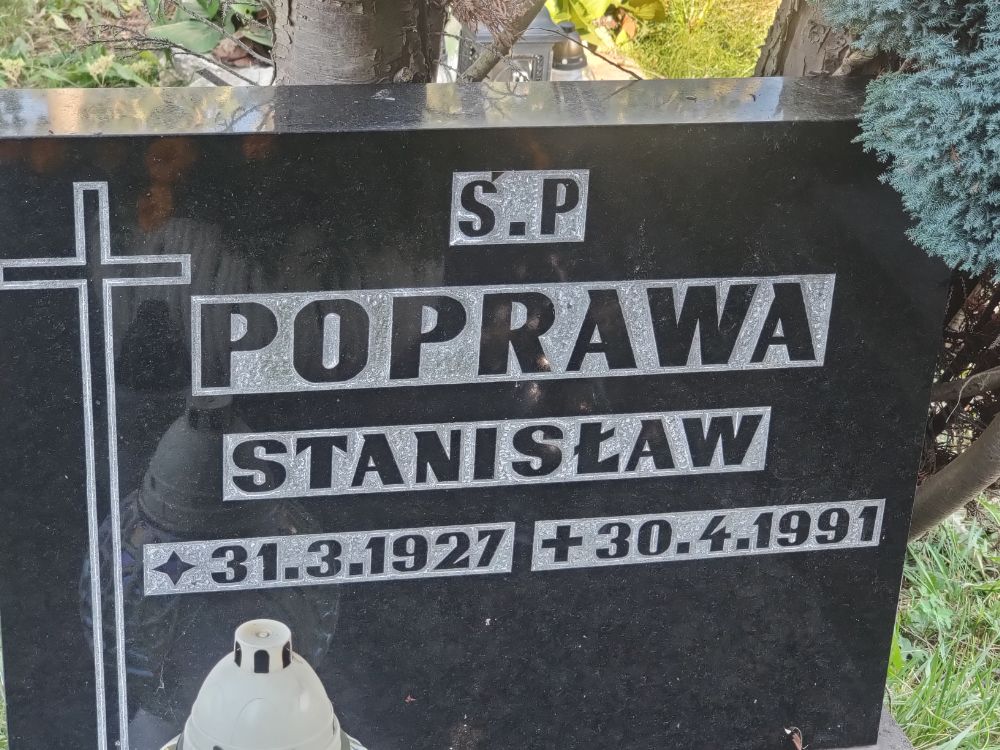 Ś.P
POPRAWA
STANISŁAW
✦31.3.1927 ✝30.4.1991